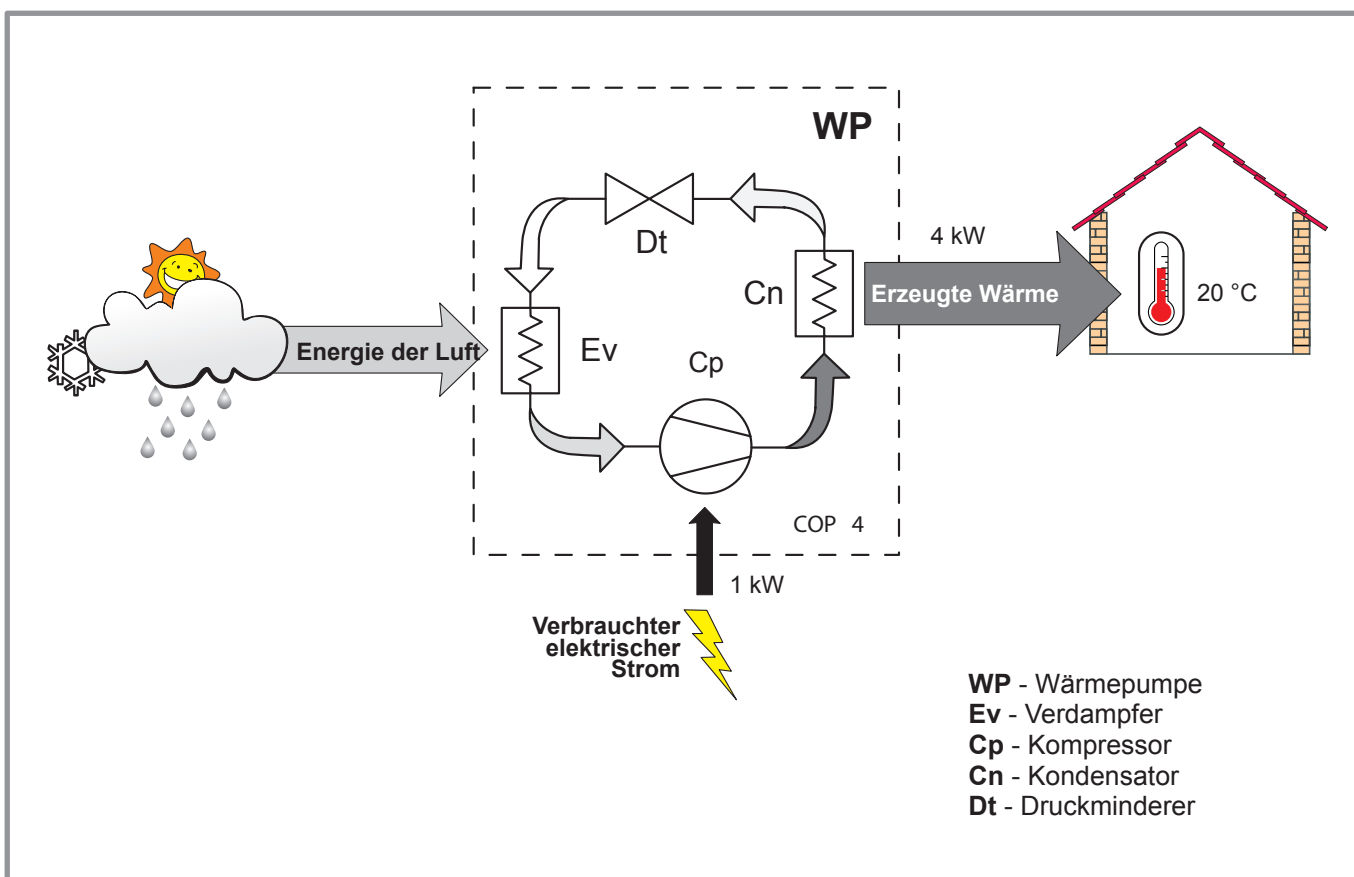 WP
Dt
4 kW
Cn
Erzeugte Wärme
20 °C
Energie der Luft
Ev
Cp
COP 4
1 kW
Verbrauchter
elektrischer
Strom
WP - Wärmepumpe
Ev - Verdampfer
Cp - Kompressor
Cn - Kondensator
Dt - Druckminderer